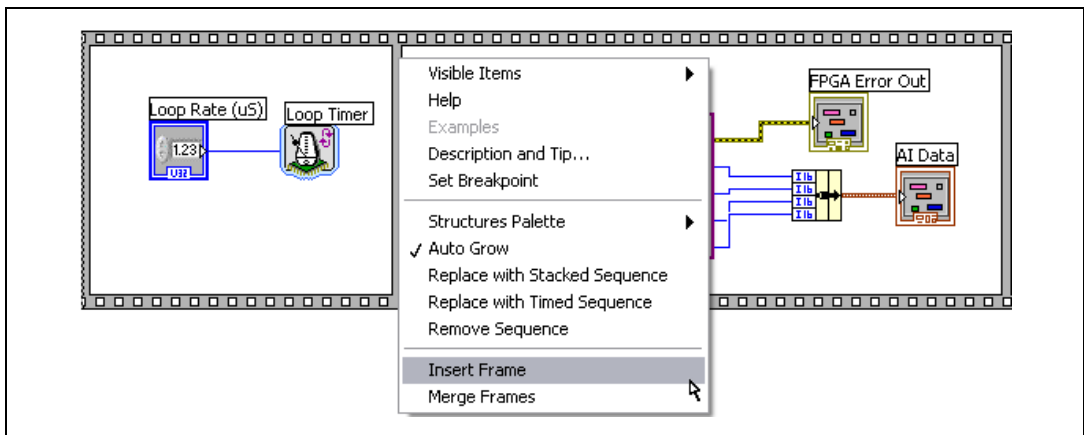 Loop Rate (uS)
1.23
U32
Loop Timer
Visible Items
Help
Examples
Description and Tip...
Set Breakpoint
Structures Palette
Auto Grow
Replace with Stacked Sequence
Replace with Timed Sequence
Remove Sequence
Insert Frame
Merge Frames
FPGA Error Out
AI Data